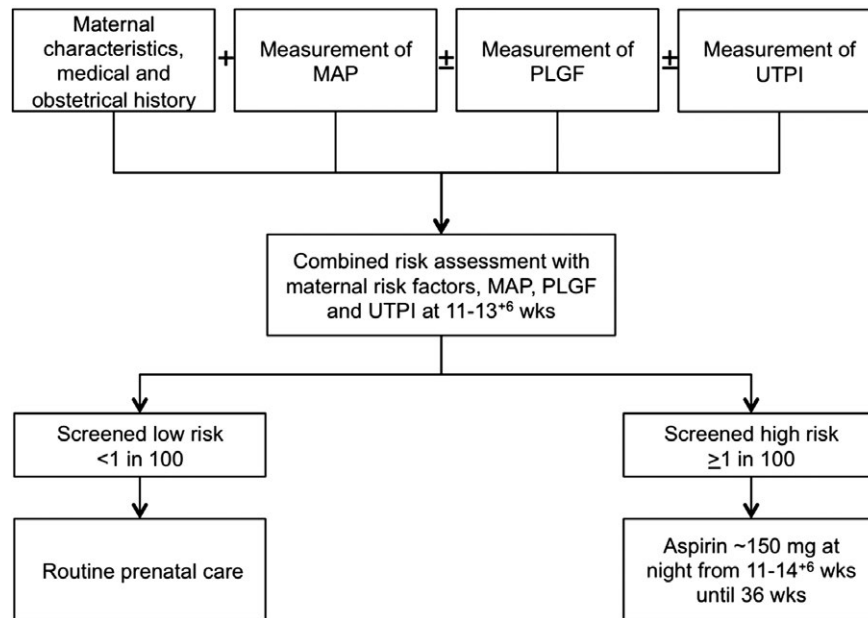 Maternal
characteristics,
medical and
obstetrical history
+
Measurement of
MAP
±
Measurement of
PLGF
±
Measurement of
UTPI
Combined risk assessment with
maternal risk factors, MAP, PLGF
and UTPI at 11-13⁺⁶ wks
Screened low risk
<1 in 100
Screened high risk
≥1 in 100
Routine prenatal care
Aspirin ~150 mg at
night from 11-14⁺⁶ wks
until 36 wks